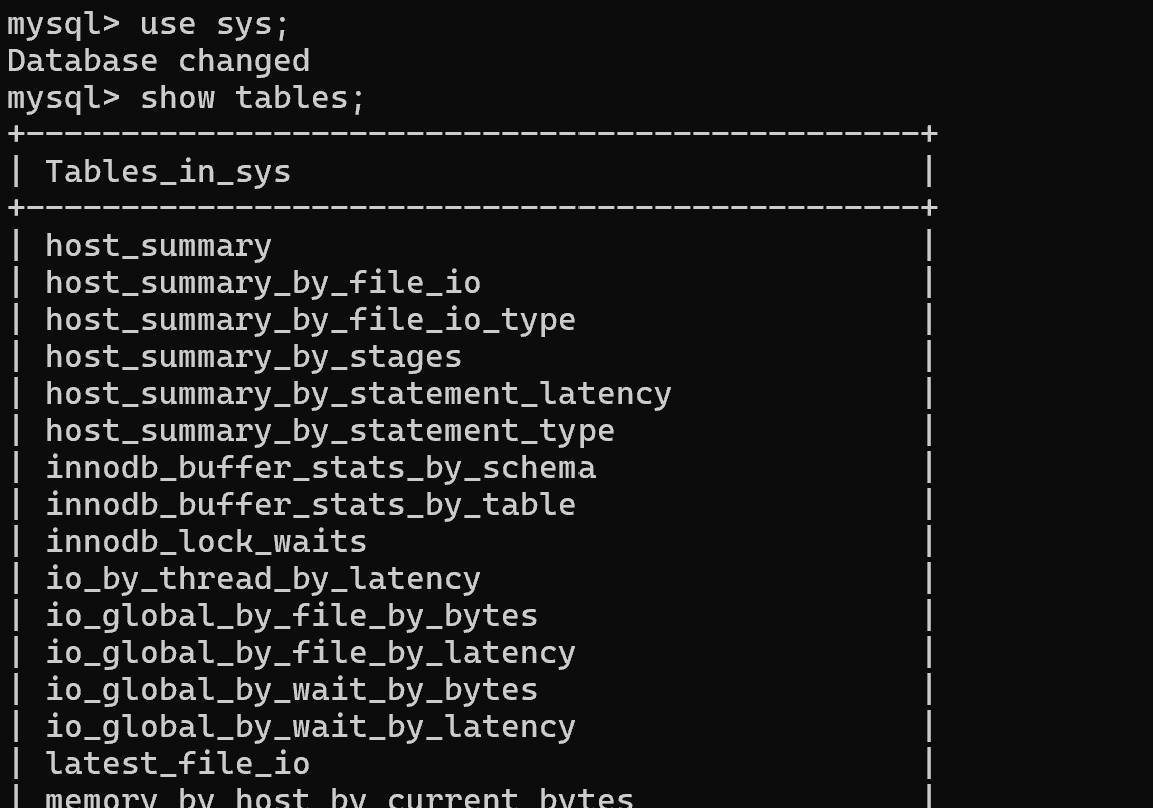 mysql> use sys;
Database changed
mysql> show tables;
+-----------------------------------------------+
| Tables_in_sys                                 |
+-----------------------------------------------+
| host_summary                                  |
| host_summary_by_file_io                       |
| host_summary_by_file_io_type                  |
| host_summary_by_stages                        |
| host_summary_by_statement_latency             |
| host_summary_by_statement_type                |
| innodb_buffer_stats_by_schema                 |
| innodb_buffer_stats_by_table                  |
| innodb_lock_waits                             |
| io_by_thread_by_latency                       |
| io_global_by_file_by_bytes                    |
| io_global_by_file_by_latency                  |
| io_global_by_wait_by_bytes                    |
| io_global_by_wait_by_latency                  |
| latest_file_io                                |
| memory_by_host_by_current_bytes               |